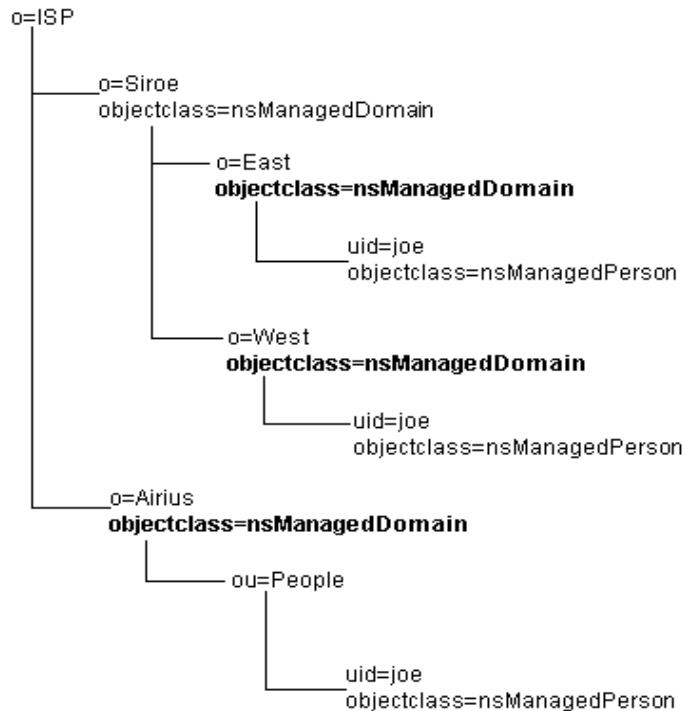 o=ISP
o=Siroe
objectclass=nsManagedDomain
o=East
objectclass=nsManagedDomain
uid=joe
objectclass=nsManagedPerson
o=West
objectclass=nsManagedDomain
uid=joe
objectclass=nsManagedPerson
o=Airius
objectclass=nsManagedDomain
ou=People
uid=joe
objectclass=nsManagedPerson